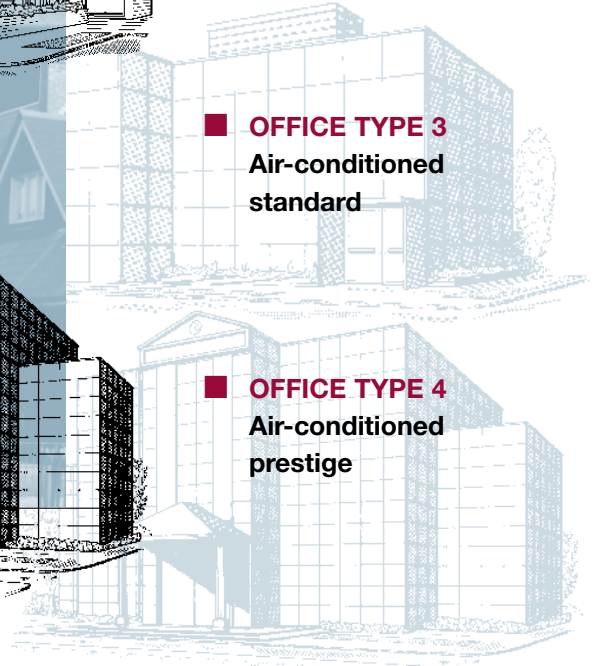 OFFICE TYPE 3
Air-conditioned
standard
OFFICE TYPE 4
Air-conditioned
prestige